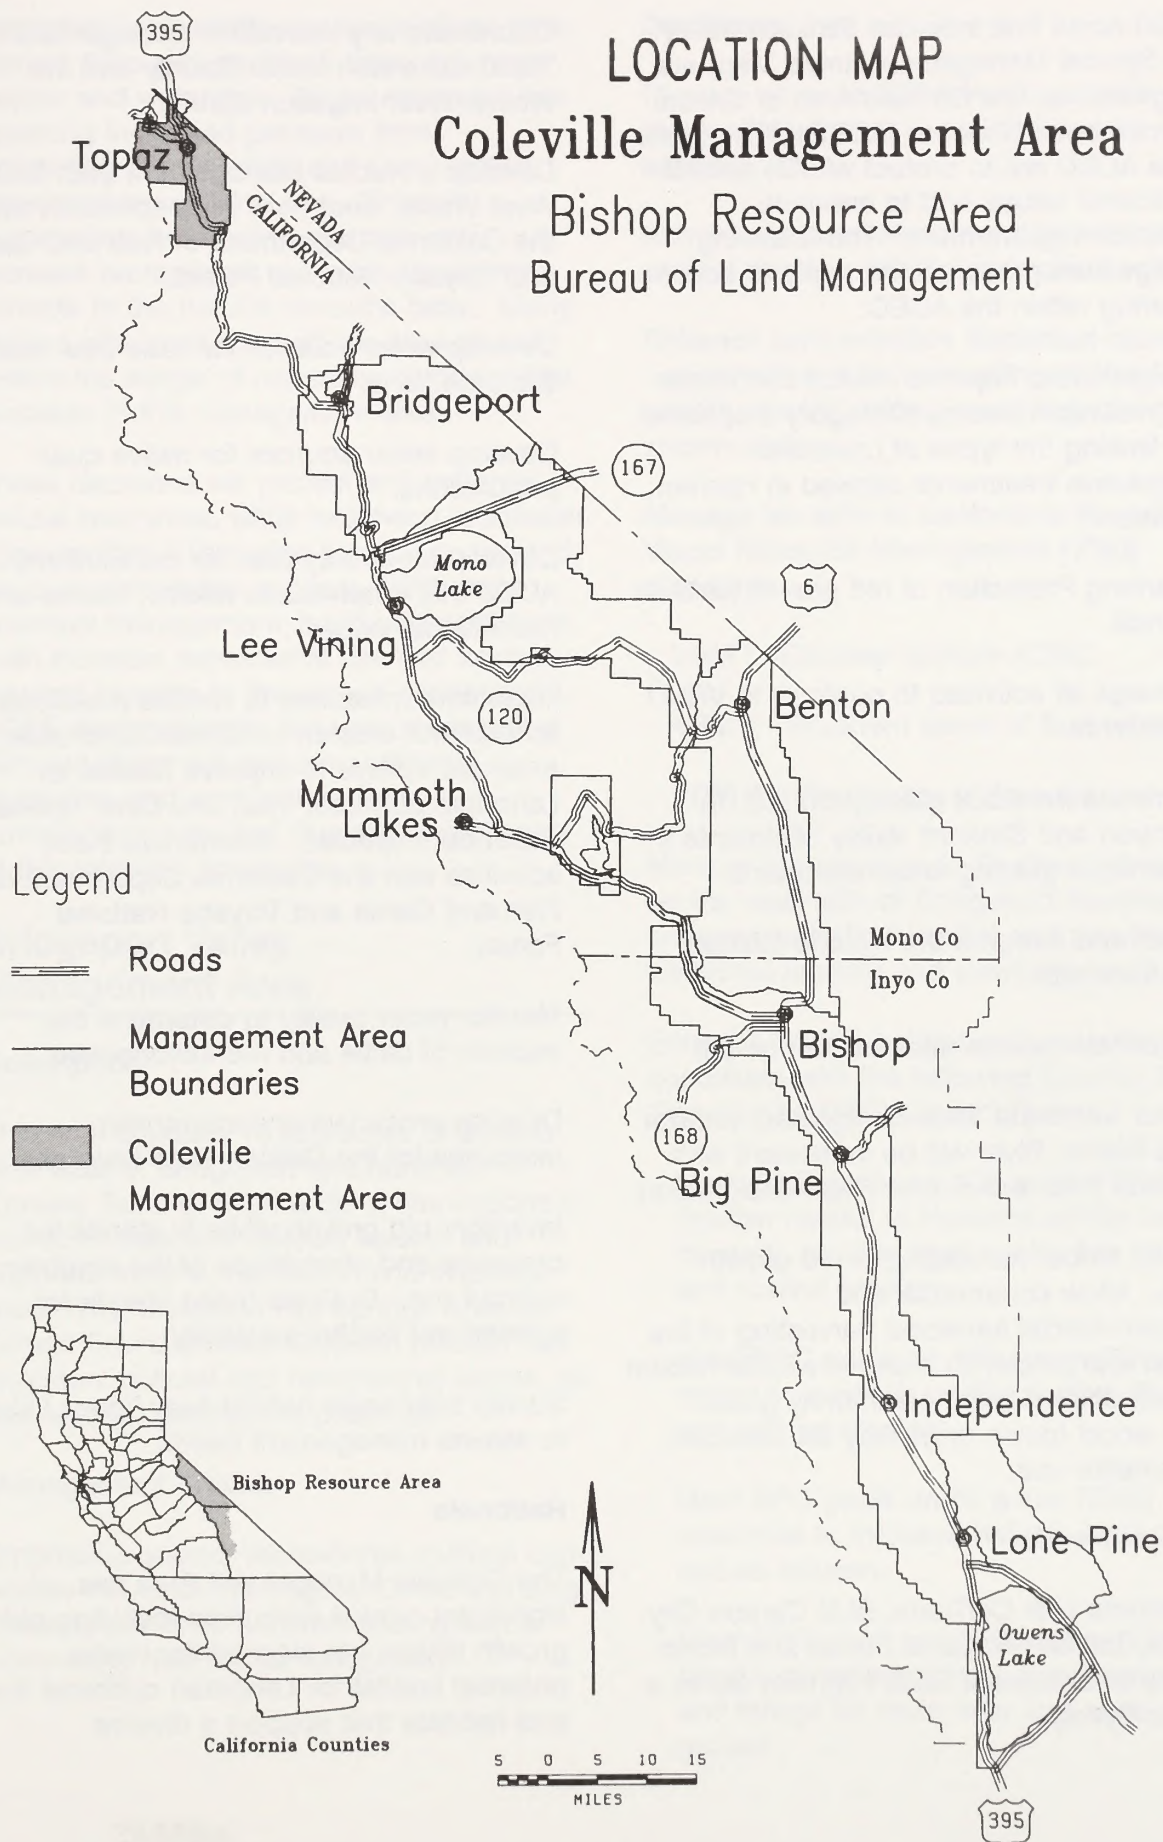 395
LOCATION MAP
Coleville Management Area
Bishop Resource Area
Bureau of Land Management
Topaz
NEVADA
CALIFORNIA
Bridgeport
167
Mono
Lake
6
Lee Vining
120
Benton
Mammoth
Lakes
Legend
Roads
Management Area
Boundaries
Coleville
Management Area
Mono Co
Inyo Co
Bishop
168
Big Pine
Independence
Lone Pine
Owens
Lake
Bishop Resource Area
California Counties
N
5 0 5 10 15
MILES
395